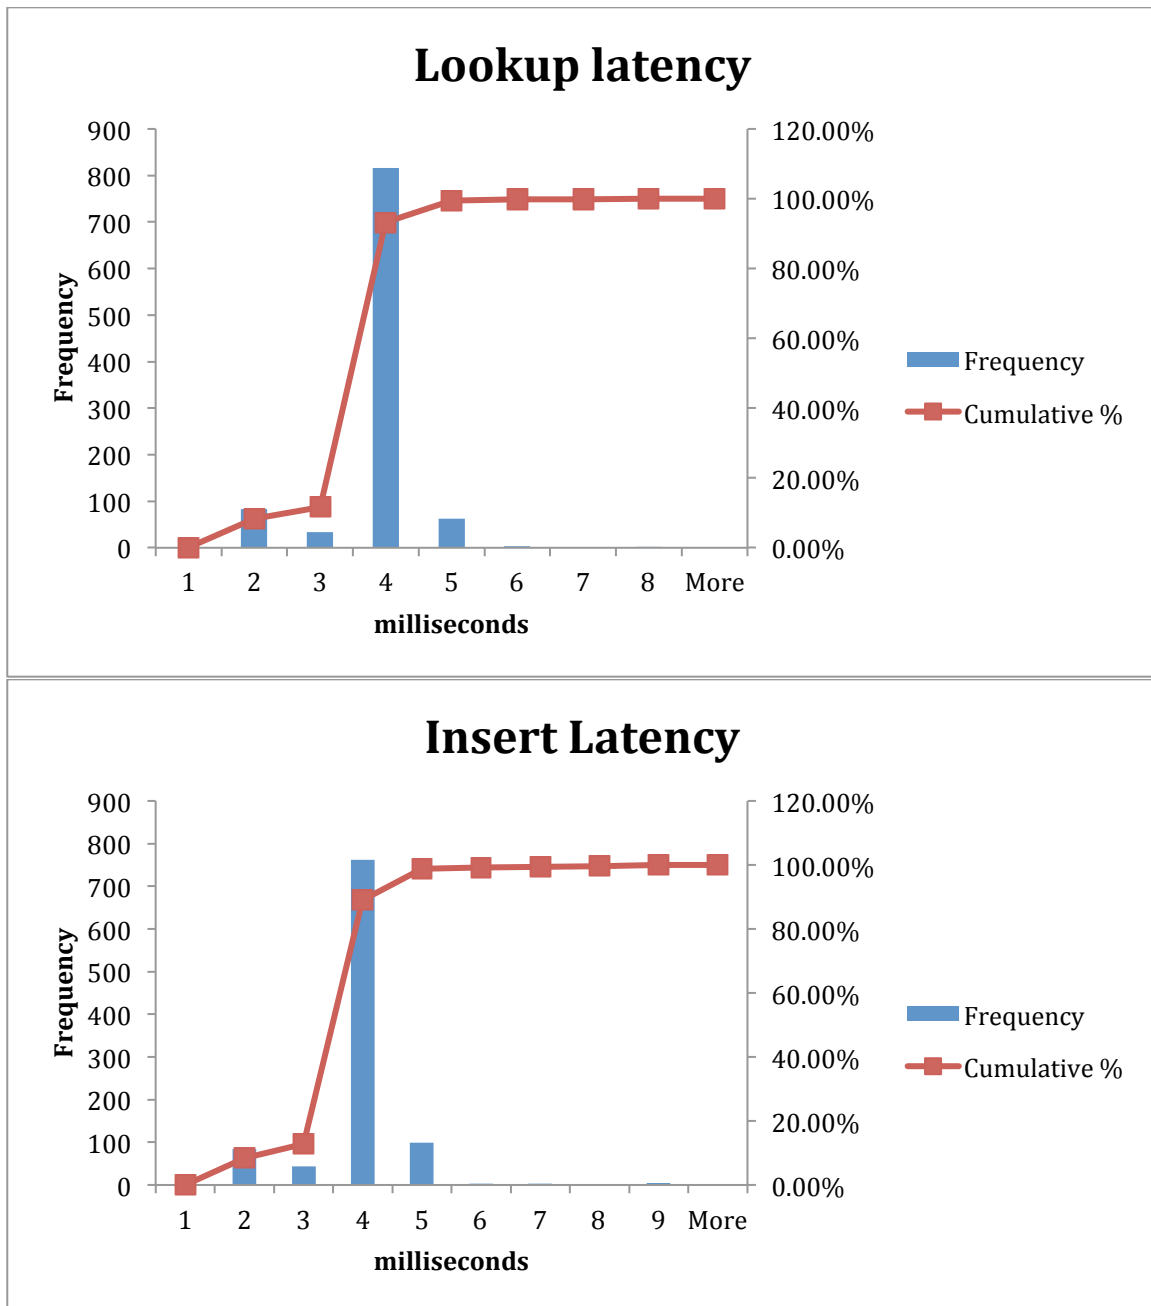 Lookup latency
900
800
700
600
500
400
300
200
100
0
120.00%
100.00%
80.00%
60.00%
40.00%
20.00%
0.00%
Frequency
1 2 3 4 5 6 7 8 More
milliseconds
Frequency
Cumulative %
Insert Latency
900
800
700
600
500
400
300
200
100
0
120.00%
100.00%
80.00%
60.00%
40.00%
20.00%
0.00%
Frequency
1 2 3 4 5 6 7 8 9 More
milliseconds
Frequency
Cumulative %